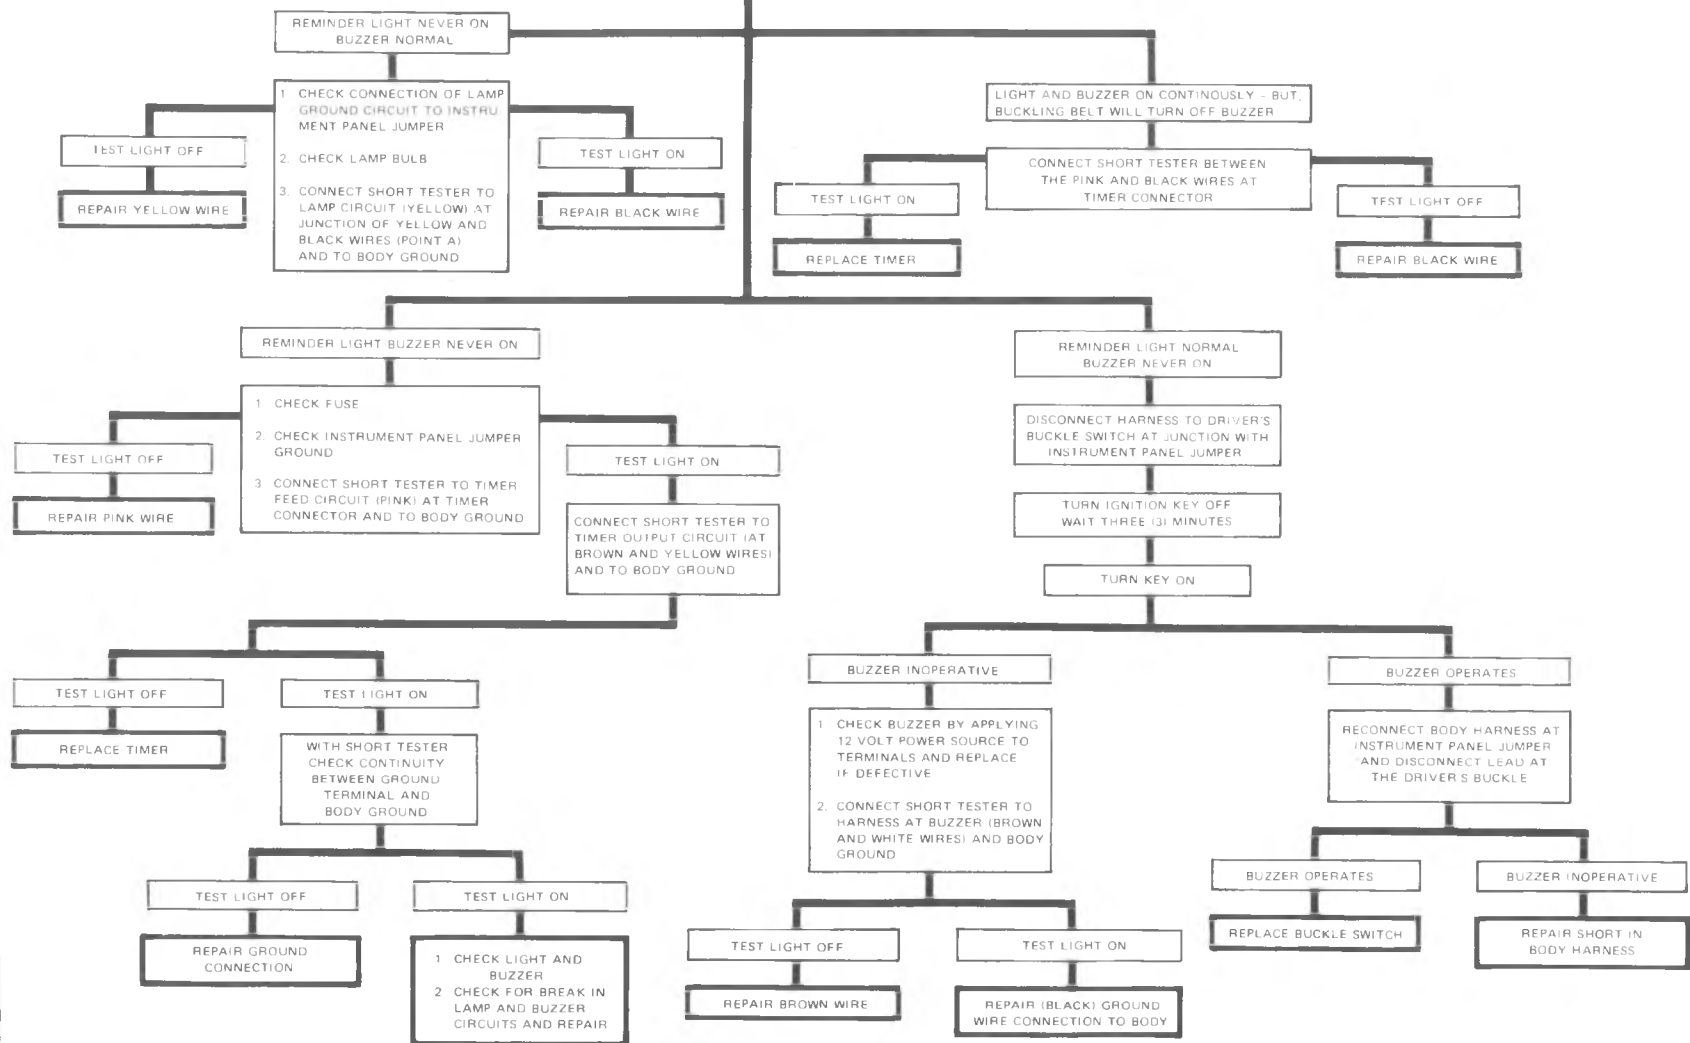 REMINDER LIGHT NEVER ON
BUZZER NORMAL
1. CHECK CONNECTION OF LAMP
GROUND CIRCUIT TO INSTRU-
MENT PANEL JUMPER
2. CHECK LAMP BULB
3. CONNECT SHORT TESTER TO
LAMP CIRCUIT (YELLOW) AT
JUNCTION OF YELLOW AND
BLACK WIRES (POINT A)
AND TO BODY GROUND
TEST LIGHT OFF
REPAIR YELLOW WIRE
TEST LIGHT ON
REPAIR BLACK WIRE
LIGHT AND BUZZER ON CONTINOUSLY - BUT,
BUCKLING BELT WILL TURN OFF BUZZER
CONNECT SHORT TESTER BETWEEN
THE PINK AND BLACK WIRES AT
TIMER CONNECTOR
TEST LIGHT ON
REPLACE TIMER
TEST LIGHT OFF
REPAIR BLACK WIRE
REMINDER LIGHT BUZZER NEVER ON
1 CHECK FUSE
2. CHECK INSTRUMENT PANEL JUMPER
GROUND
3 CONNECT SHORT TESTER TO TIMER
FEED CIRCUIT (PINK) AT TIMER
CONNECTOR AND TO BODY GROUND
TEST LIGHT OFF
REPAIR PINK WIRE
TEST LIGHT ON
CONNECT SHORT TESTER TO
TIMER OUTPUT CIRCUIT (AT
BROWN AND YELLOW WIRES)
AND TO BODY GROUND
TEST LIGHT OFF
REPLACE TIMER
TEST LIGHT ON
WITH SHORT TESTER
CHECK CONTINUITY
BETWEEN GROUND
TERMINAL AND
BODY GROUND
TEST LIGHT OFF
REPAIR GROUND
CONNECTION
TEST LIGHT ON
1 CHECK LIGHT AND
BUZZER
2 CHECK FOR BREAK IN
LAMP AND BUZZER
CIRCUITS AND REPAIR
REMINDER LIGHT NORMAL
BUZZER NEVER ON
DISCONNECT HARNESS TO DRIVER'S
BUCKLE SWITCH AT JUNCTION WITH
INSTRUMENT PANEL JUMPER
TURN IGNITION KEY OFF
WAIT THREE (3) MINUTES
TURN KEY ON
BUZZER INOPERATIVE
1 CHECK BUZZER BY APPLYING
12 VOLT POWER SOURCE TO
TERMINALS AND REPLACE
IF DEFECTIVE
2. CONNECT SHORT TESTER TO
HARNESS AT BUZZER (BROWN
AND WHITE WIRES) AND BODY
GROUND
TEST LIGHT OFF
REPAIR BROWN WIRE
TEST LIGHT ON
REPAIR (BLACK) GROUND
WIRE CONNECTION TO BODY
BUZZER OPERATES
RECONNECT BODY HARNESS AT
INSTRUMENT PANEL JUMPER
AND DISCONNECT LEAD AT
THE DRIVER'S BUCKLE
BUZZER OPERATES
REPLACE BUCKLE SWITCH
BUZZER INOPERATIVE
REPAIR SHORT IN
BODY HARNESS